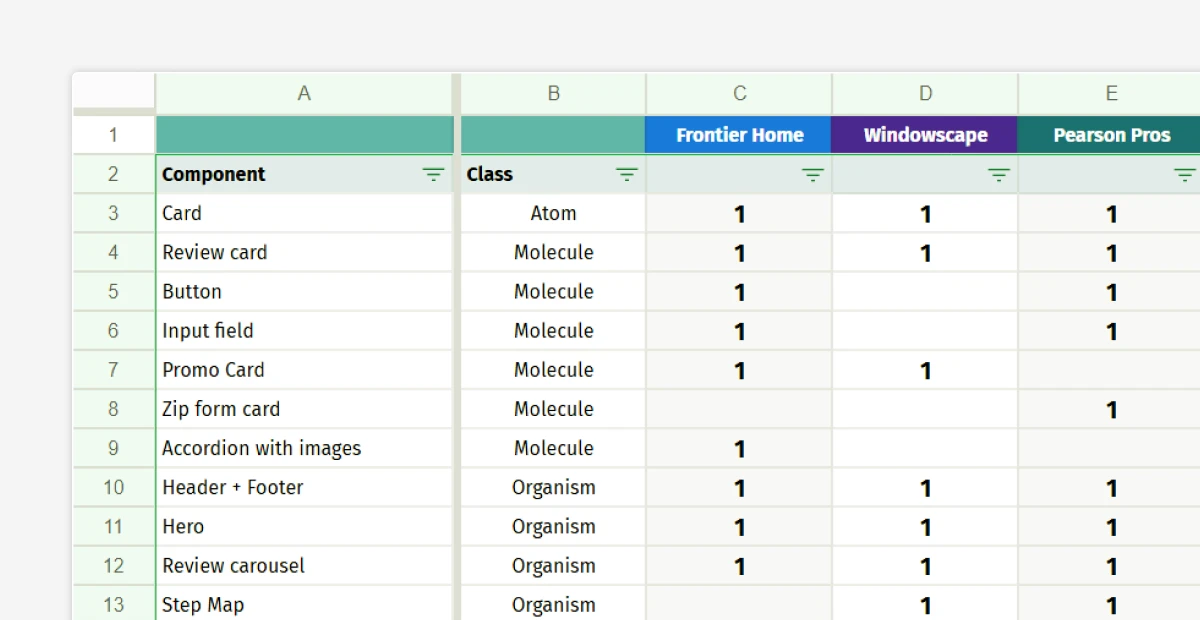 A B C D E
1 Frontier Home Windowscape Pearson Pros
2 Component Class
3 Card Atom 1 1 1
4 Review card Molecule 1 1 1
5 Button Molecule 1 1
6 Input field Molecule 1 1
7 Promo Card Molecule 1 1
8 Zip form card Molecule 1
9 Accordion with images Molecule 1
10 Header + Footer Organism 1 1 1
11 Hero Organism 1 1 1
12 Review carousel Organism 1 1 1
13 Step Map Organism 1 1